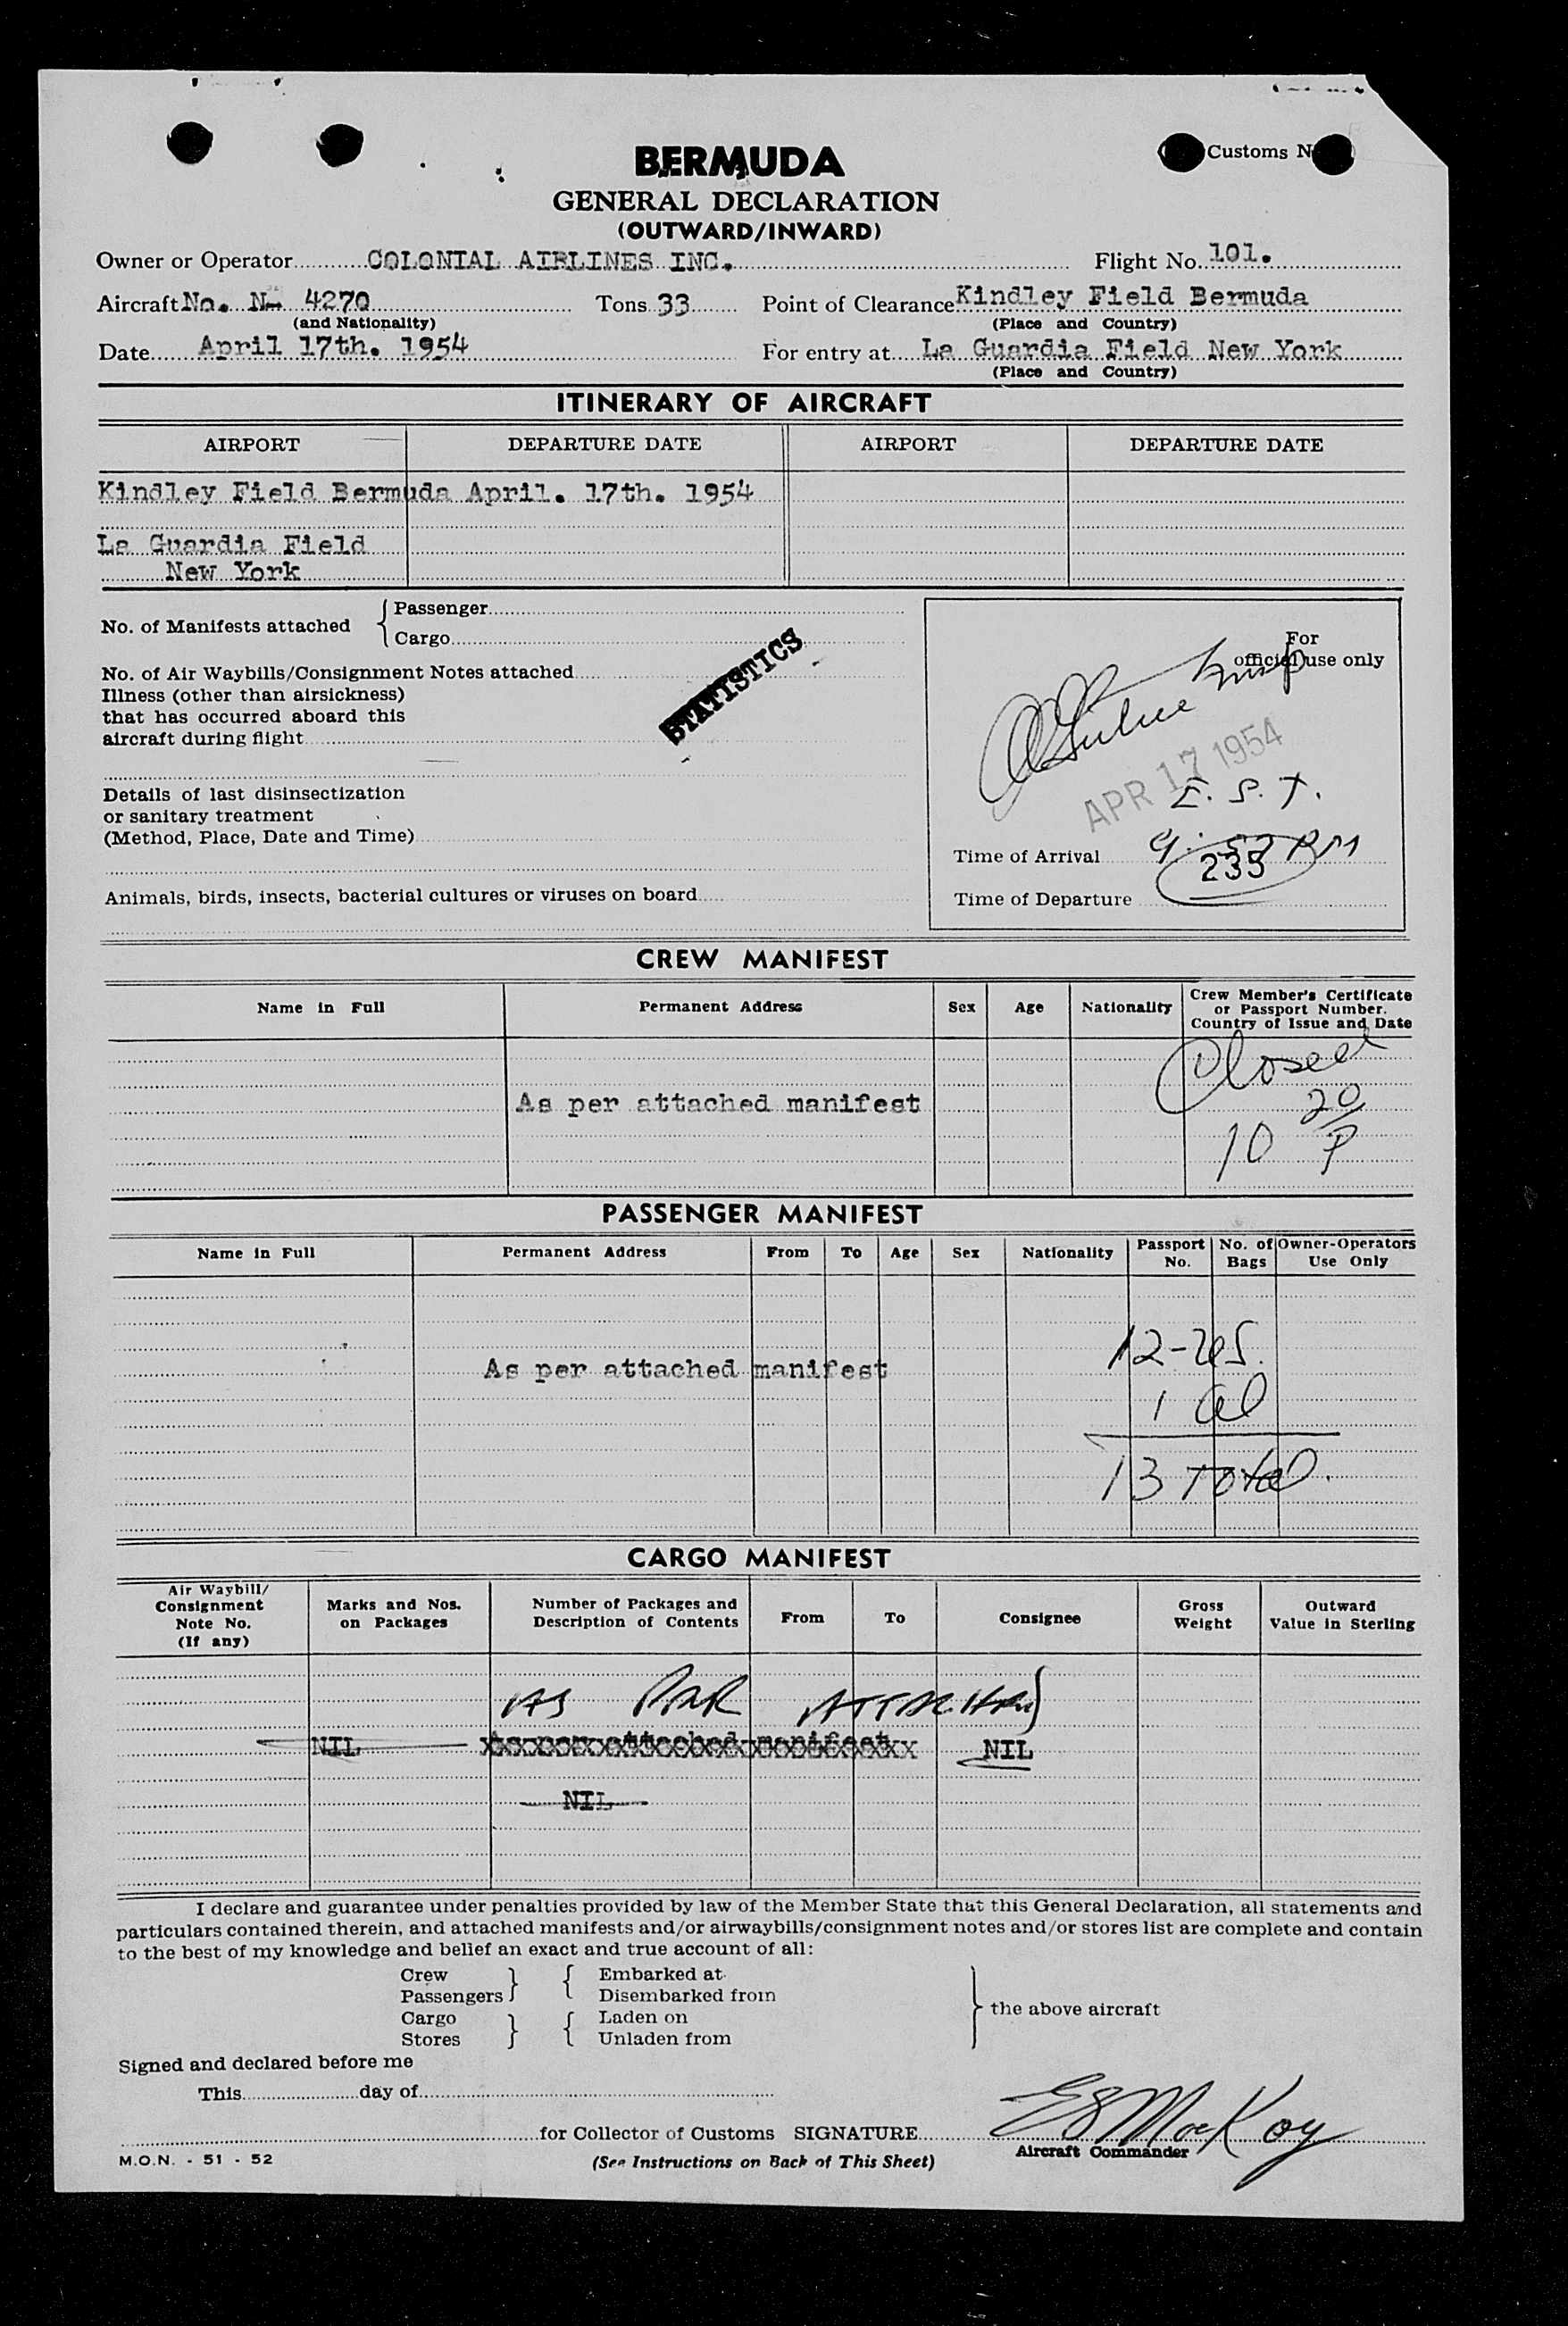 Customs N
BERMUDA
GENERAL DECLARATION
(OUTWARD/INWARD)
Owner or Operator COLONIAL AIRLINES INC. Flight No. 101.
Aircraft No. N- 4270 Tons 33 Point of Clearance Kindley Field Bermuda
(and Nationality) (Place and Country)
Date April 17th. 1954 For entry at La Guardia Field New York
(Place and Country)
ITINERARY OF AIRCRAFT
AIRPORT DEPARTURE DATE AIRPORT DEPARTURE DATE
Kindley Field Bermuda April. 17th. 1954
La Guardia Field
New York
No. of Manifests attached { Passenger
Cargo
STATISTICS
No. of Air Waybills/Consignment Notes attached
Illness (other than airsickness)
that has occurred aboard this
aircraft during flight
Details of last disinsectization
or sanitary treatment
(Method, Place, Date and Time)
Animals, birds, insects, bacterial cultures or viruses on board
For
official use only
APR 17 1954
E. S. T.
Time of Arrival 9: 52 PM
235
Time of Departure
CREW MANIFEST
Name in Full Permanent Address Sex Age Nationality Crew Member's Certificate
or Passport Number.
Country of Issue and Date
Closed
As per attached manifest
20
10 P
PASSENGER MANIFEST
Name in Full Permanent Address From To Age Sex Nationality Passport No. No. of Bags Owner-Operators Use Only
12-US.
As per attached manifest
1 al
13 Total.
CARGO MANIFEST
Air Waybill/ Consignment Note No. (If any) Marks and Nos. on Packages Number of Packages and Description of Contents From To Consignee Gross Weight Outward Value in Sterling
AS PER ATTACHED
NIL As per attached manifest NIL
NIL
I declare and guarantee under penalties provided by law of the Member State that this General Declaration, all statements and
particulars contained therein, and attached manifests and/or airwaybills/consignment notes and/or stores list are complete and contain
to the best of my knowledge and belief an exact and true account of all:
Crew } { Embarked at
Passengers Disembarked from
} the above aircraft
Cargo } { Laden on
Stores Unladen from
Signed and declared before me
This day of
for Collector of Customs SIGNATURE E S MacKoy
Aircraft Commander
M.O.N. - 51 - 52 (See Instructions on Back of This Sheet)